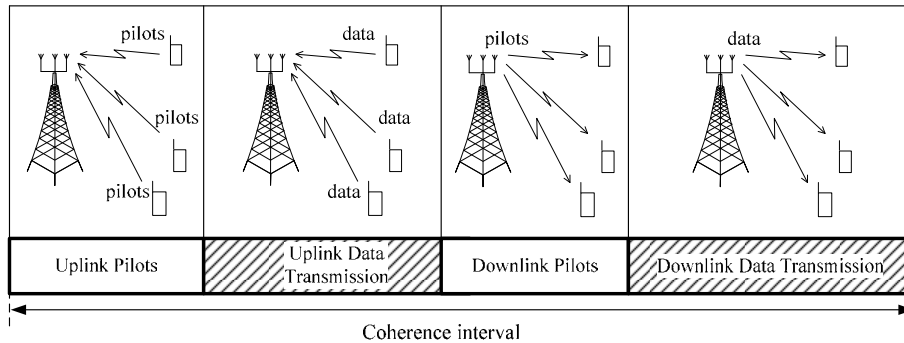 pilots
pilots
pilots
data
data
data
pilots
data
Uplink Pilots
Uplink Data
Transmission
Downlink Pilots
Downlink Data Transmission
Coherence interval